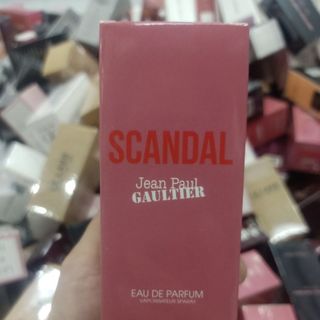 SCANDAL
Jean Paul
GAULTIER
EAU DE PARFUM